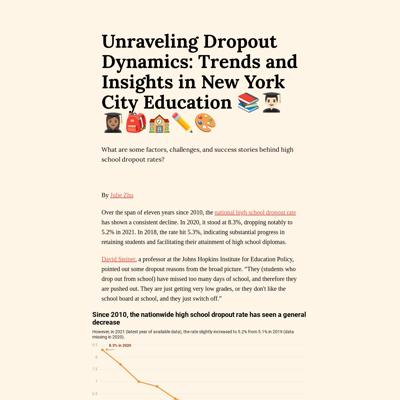 Unraveling Dropout
Dynamics: Trends and
Insights in New York
City Education 📚👨🏻‍🎓
👩🏾‍🎓🎒🏫✏️🎨
What are some factors, challenges, and success stories behind high
school dropout rates?
By Julie Zhu
Over the span of eleven years since 2010, the national high school dropout rate
has shown a consistent decline. In 2020, it stood at 8.3%, dropping notably to
5.2% in 2021. In 2018, the rate hit 5.3%, indicating substantial progress in
retaining students and facilitating their attainment of high school diplomas.
David Steiner, a professor at the Johns Hopkins Institute for Education Policy,
pointed out some dropout reasons from the broad picture. “They (students who
drop out from school) have missed too many days of school, and therefore they
are pushed out. They are just getting very low grades, or they don't like the
school board at school, and they just switch off.”
Since 2010, the nationwide high school dropout rate has seen a general
decrease
However, in 2021 (latest year of available data), the rate slightly increased to 5.2% from 5.1% in 2019 (data
missing in 2020).
8.3% in 2020
8